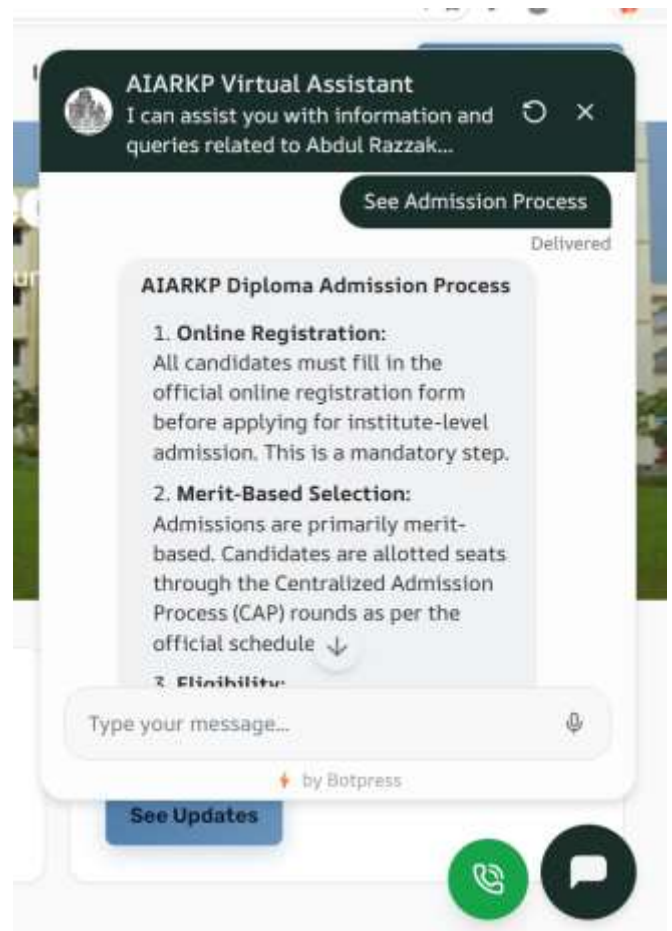 AIARKP Virtual Assistant
I can assist you with information and
queries related to Abdul Razzak...
See Admission Process
Delivered
AIARKP Diploma Admission Process
1. Online Registration:
All candidates must fill in the
official online registration form
before applying for institute-level
admission. This is a mandatory step.
2. Merit-Based Selection:
Admissions are primarily merit-
based. Candidates are allotted seats
through the Centralized Admission
Process (CAP) rounds as per the
official schedule
3. Eligibility:
Type your message...
by Botpress
See Updates